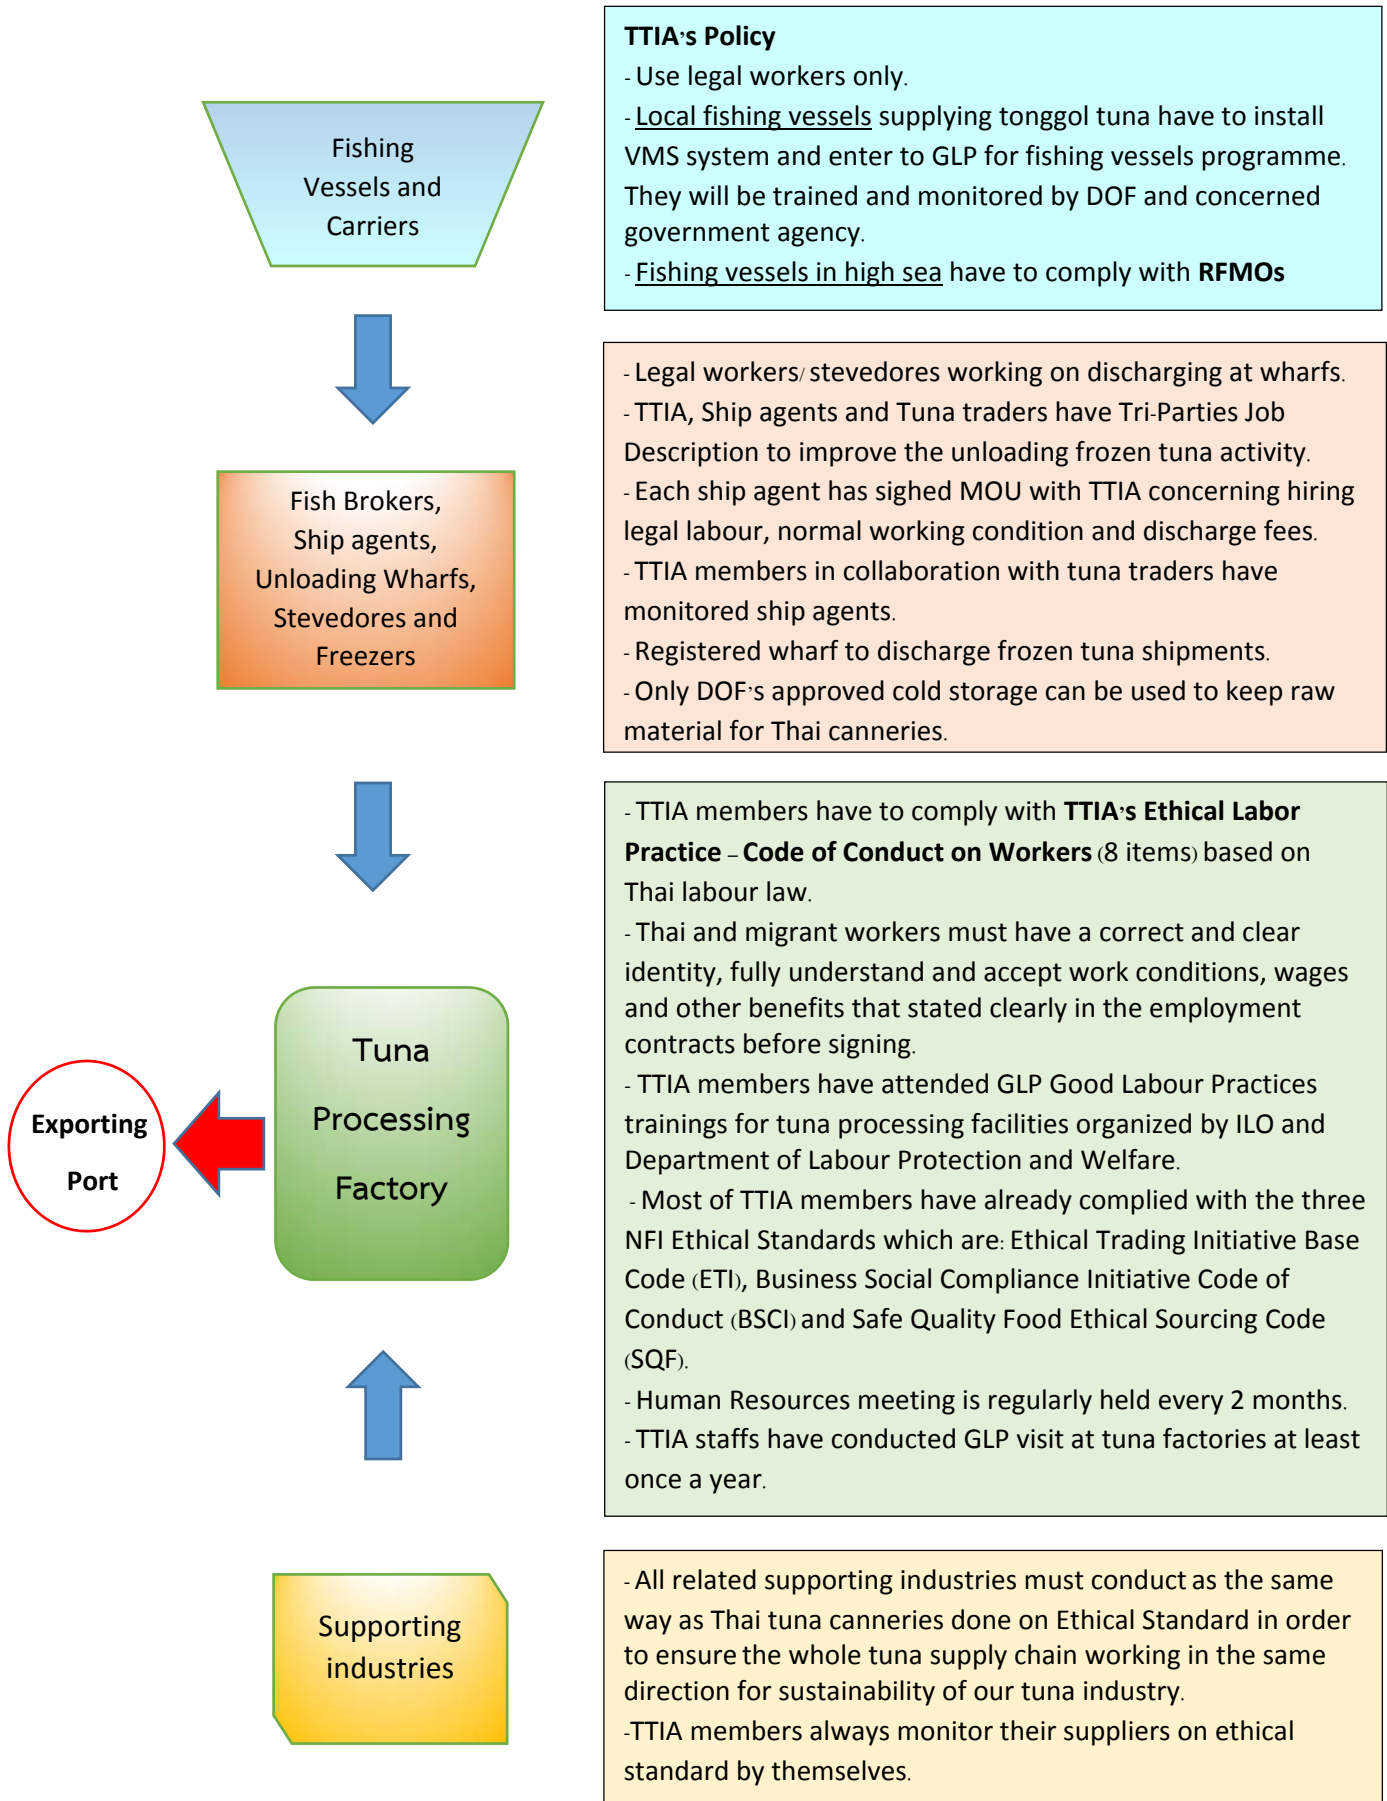 TTIA's Policy
- Use legal workers only.
- Local fishing vessels supplying tonggol tuna have to install
VMS system and enter to GLP for fishing vessels programme.
They will be trained and monitored by DOF and concerned
government agency.
- Fishing vessels in high sea have to comply with RFMOs
Fishing
Vessels and
Carriers
- Legal workers/ stevedores working on discharging at wharfs.
- TTIA, Ship agents and Tuna traders have Tri-Parties Job
Description to improve the unloading frozen tuna activity.
- Each ship agent has sighed MOU with TTIA concerning hiring
legal labour, normal working condition and discharge fees.
- TTIA members in collaboration with tuna traders have
monitored ship agents.
- Registered wharf to discharge frozen tuna shipments.
- Only DOF's approved cold storage can be used to keep raw
material for Thai canneries.
Fish Brokers,
Ship agents,
Unloading Wharfs,
Stevedores and
Freezers
- TTIA members have to comply with TTIA's Ethical Labor
Practice – Code of Conduct on Workers (8 items) based on
Thai labour law.
- Thai and migrant workers must have a correct and clear
identity, fully understand and accept work conditions, wages
and other benefits that stated clearly in the employment
contracts before signing.
- TTIA members have attended GLP Good Labour Practices
trainings for tuna processing facilities organized by ILO and
Department of Labour Protection and Welfare.
- Most of TTIA members have already complied with the three
NFI Ethical Standards which are: Ethical Trading Initiative Base
Code (ETI), Business Social Compliance Initiative Code of
Conduct (BSCI) and Safe Quality Food Ethical Sourcing Code
(SQF).
- Human Resources meeting is regularly held every 2 months.
- TTIA staffs have conducted GLP visit at tuna factories at least
once a year.
Tuna
Processing
Factory
Exporting
Port
- All related supporting industries must conduct as the same
way as Thai tuna canneries done on Ethical Standard in order
to ensure the whole tuna supply chain working in the same
direction for sustainability of our tuna industry.
-TTIA members always monitor their suppliers on ethical
standard by themselves.
Supporting
industries